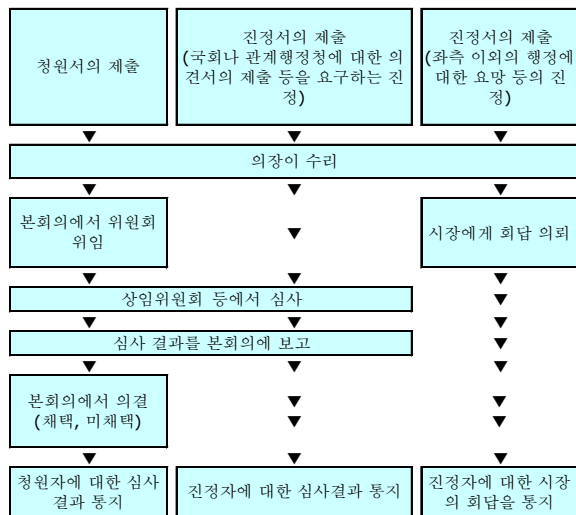 청원서의 제출
진정서의 제출
(국회나 관계행정청에 대한 의
견서의 제출 등을 요구하는 진
정)
진정서의 제출
(좌측 이외의 행정에
대한 요망 등의 진
정)
▼ ▼ ▼
의장이 수리
▼ ▼ ▼
본회의에서 위원회
위임
▼
시장에게 회답 의뢰
▼ ▼ ▼
상임위원회 등에서 심사
▼
▼ ▼ ▼
심사 결과를 본회의에 보고
▼
▼ ▼ ▼
본회의에서 의결
(채택, 미채택)
▼ ▼
▼ ▼
▼ ▼ ▼
청원자에 대한 심사
결과 통지
진정자에 대한 심사결과 통지
진정자에 대한 시장
의 회답을 통지